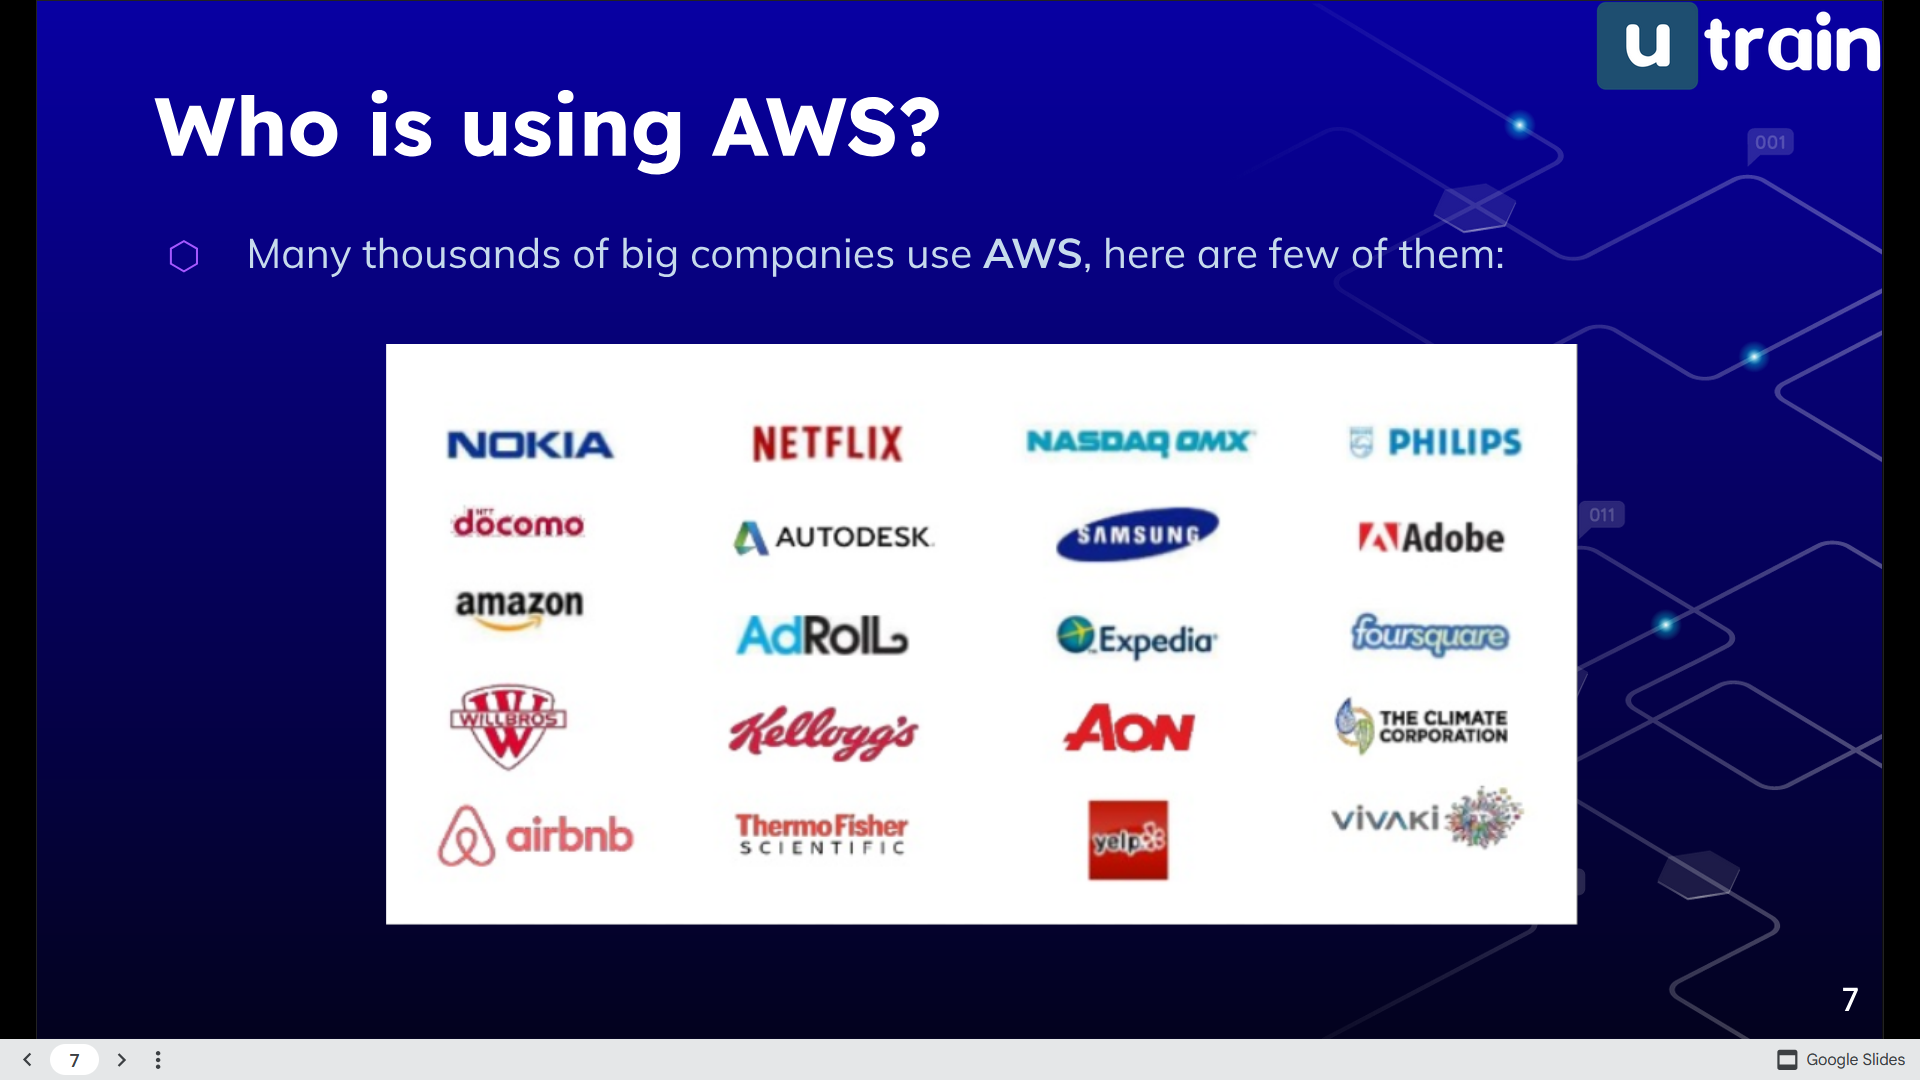 u train
001
Who is using AWS?
Many thousands of big companies use AWS, here are few of them:
NOKIA NETFLIX NASDAQ OMX PHILIPS
011
NTT
döcomo AUTODESK SAMSUNG Adobe
amazon AdRoll Expedia foursquare
W
WILLBROS Kellogg's AON THE CLIMATE
CORPORATION
W
airbnb ThermoFisher yelp vivaki
SCIENTIFIC
7
7
Google Slides